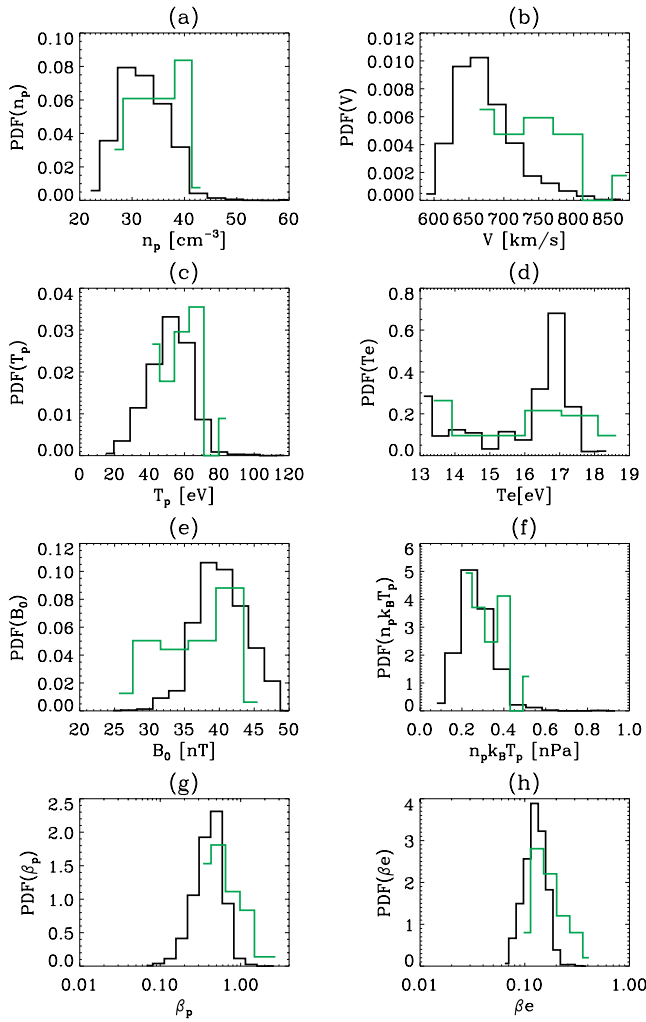 (a)
PDF(nₚ)
0.10
0.08
0.06
0.04
0.02
0.00
20 30 40 50 60
nₚ [cm⁻³]
(b)
PDF(V)
0.012
0.010
0.008
0.006
0.004
0.002
0.000
600 650 700 750 800 850
V [km/s]
(c)
PDF(Tₚ)
0.04
0.03
0.02
0.01
0.00
0 20 40 60 80 100 120
Tₚ [eV]
(d)
PDF(Te)
0.8
0.6
0.4
0.2
0.0
13 14 15 16 17 18 19
Te[eV]
(e)
PDF(B₀)
0.12
0.10
0.08
0.06
0.04
0.02
0.00
20 25 30 35 40 45 50
B₀ [nT]
(f)
PDF(nₚk_BTₚ)
6
5
4
3
2
1
0
0.0 0.2 0.4 0.6 0.8 1.0
nₚk_BTₚ [nPa]
(g)
PDF(βₚ)
2.5
2.0
1.5
1.0
0.5
0.0
0.01 0.10 1.00
βₚ
(h)
PDF(βe)
4
3
2
1
0
0.01 0.10 1.00
βe